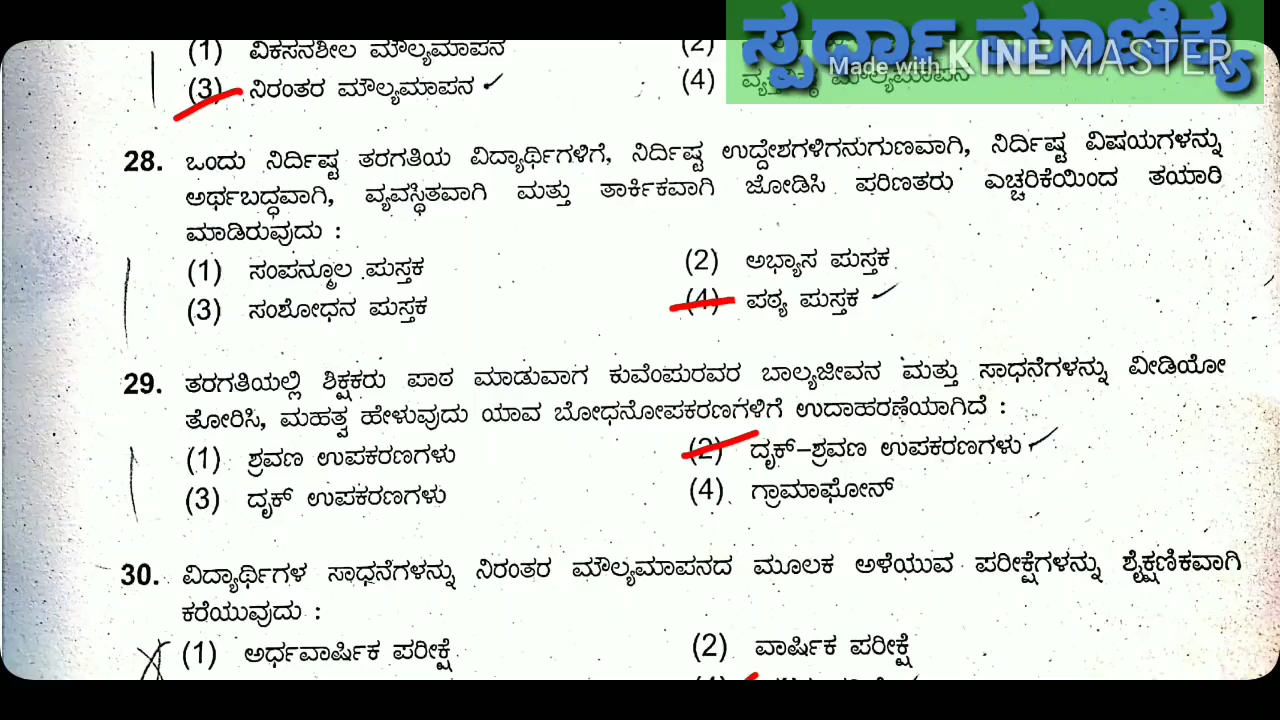 ಸ್ಪರ್ಧಾ ಮಾಣಿಕ್ಯ
Made with KINEMASTER
(1) ವಿಕಸನಶೀಲ ಮೌಲ್ಯಮಾಪನ (2)
(3) ನಿರಂತರ ಮೌಲ್ಯಮಾಪನ (4) ಮೌಲ್ಯಮಾಪನ
28. ಒಂದು ನಿರ್ದಿಷ್ಟ ತರಗತಿಯ ವಿದ್ಯಾರ್ಥಿಗಳಿಗೆ, ನಿರ್ದಿಷ್ಟ ಉದ್ದೇಶಗಳಿಗನುಗುಣವಾಗಿ, ನಿರ್ದಿಷ್ಟ ವಿಷಯಗಳನ್ನು
ಅರ್ಥಬದ್ಧವಾಗಿ, ವ್ಯವಸ್ಥಿತವಾಗಿ ಮತ್ತು ತಾರ್ಕಿಕವಾಗಿ ಜೋಡಿಸಿ ಪರಿಣತರು ಎಚ್ಚರಿಕೆಯಿಂದ ತಯಾರಿ
ಮಾಡಿರುವುದು :
(1) ಸಂಪನ್ಮೂಲ ಪುಸ್ತಕ (2) ಅಭ್ಯಾಸ ಪುಸ್ತಕ
(3) ಸಂಶೋಧನ ಪುಸ್ತಕ (4) ಪಠ್ಯ ಪುಸ್ತಕ
29. ತರಗತಿಯಲ್ಲಿ ಶಿಕ್ಷಕರು ಪಾಠ ಮಾಡುವಾಗ ಕುವೆಂಪುರವರ ಬಾಲ್ಯಜೀವನ ಮತ್ತು ಸಾಧನೆಗಳನ್ನು ವೀಡಿಯೋ
ತೋರಿಸಿ, ಮಹತ್ವ ಹೇಳುವುದು ಯಾವ ಬೋಧನೋಪಕರಣಗಳಿಗೆ ಉದಾಹರಣೆಯಾಗಿದೆ :
(1) ಶ್ರವಣ ಉಪಕರಣಗಳು (2) ದೃಕ್-ಶ್ರವಣ ಉಪಕರಣಗಳು
(3) ದೃಕ್ ಉಪಕರಣಗಳು (4) ಗ್ರಾಮಾಫೋನ್
30. ವಿದ್ಯಾರ್ಥಿಗಳ ಸಾಧನೆಗಳನ್ನು ನಿರಂತರ ಮೌಲ್ಯಮಾಪನದ ಮೂಲಕ ಅಳೆಯುವ ಪರೀಕ್ಷೆಗಳನ್ನು ಶೈಕ್ಷಣಿಕವಾಗಿ
ಕರೆಯುವುದು :
(1) ಅರ್ಧವಾರ್ಷಿಕ ಪರೀಕ್ಷೆ (2) ವಾರ್ಷಿಕ ಪರೀಕ್ಷೆ